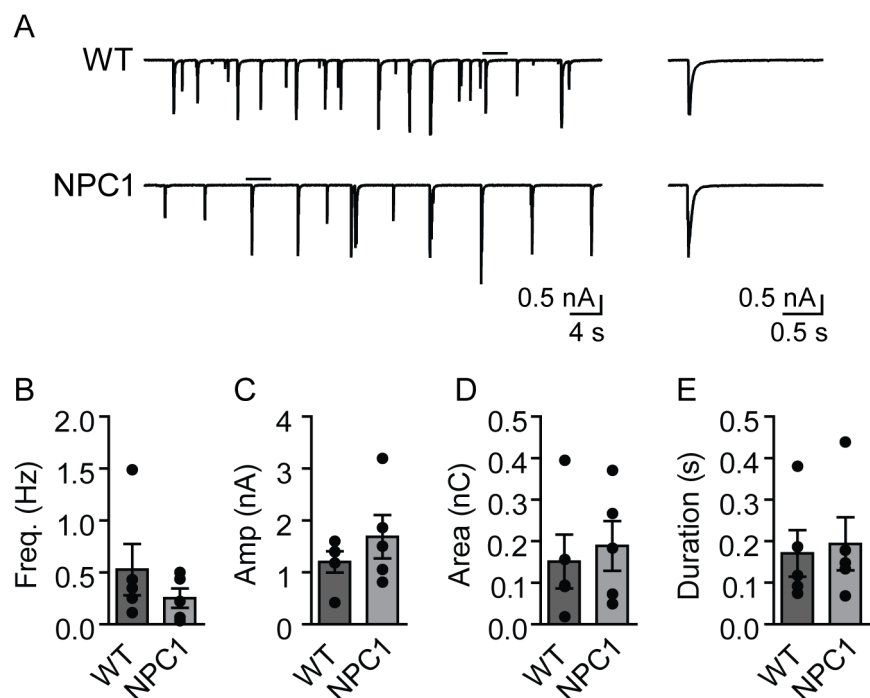 A
WT
NPC1
0.5 nA
4 s
0.5 nA
0.5 s
B
Freq. (Hz)
2.0
1.5
1.0
0.5
0.0
WT
NPC1
C
Amp (nA)
4
3
2
1
0
WT
NPC1
D
Area (nC)
0.5
0.4
0.3
0.2
0.1
0.0
WT
NPC1
E
Duration (s)
0.5
0.4
0.3
0.2
0.1
0.0
WT
NPC1